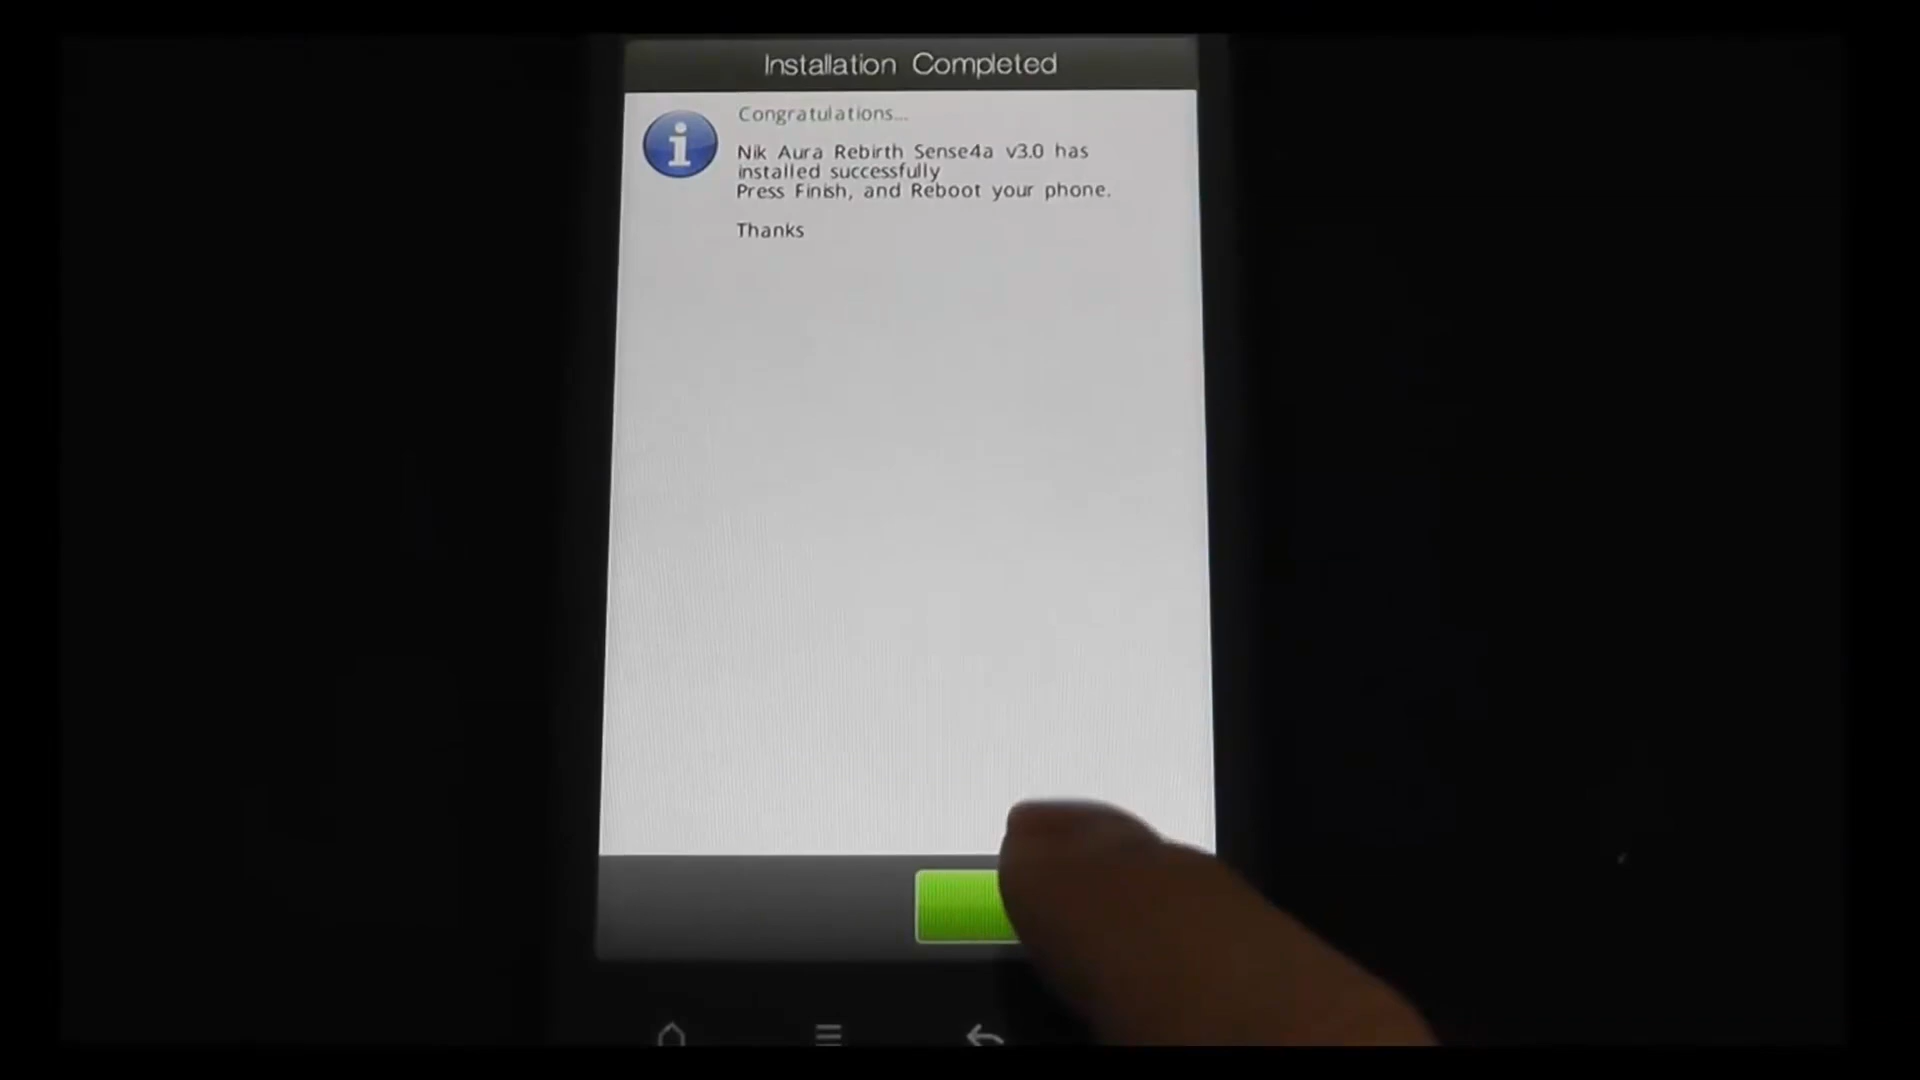 Installation Completed
Congratulations...
Nik Aura Rebirth Sense4a v3.0 has
installed successfully
Press Finish, and Reboot your phone.
Thanks